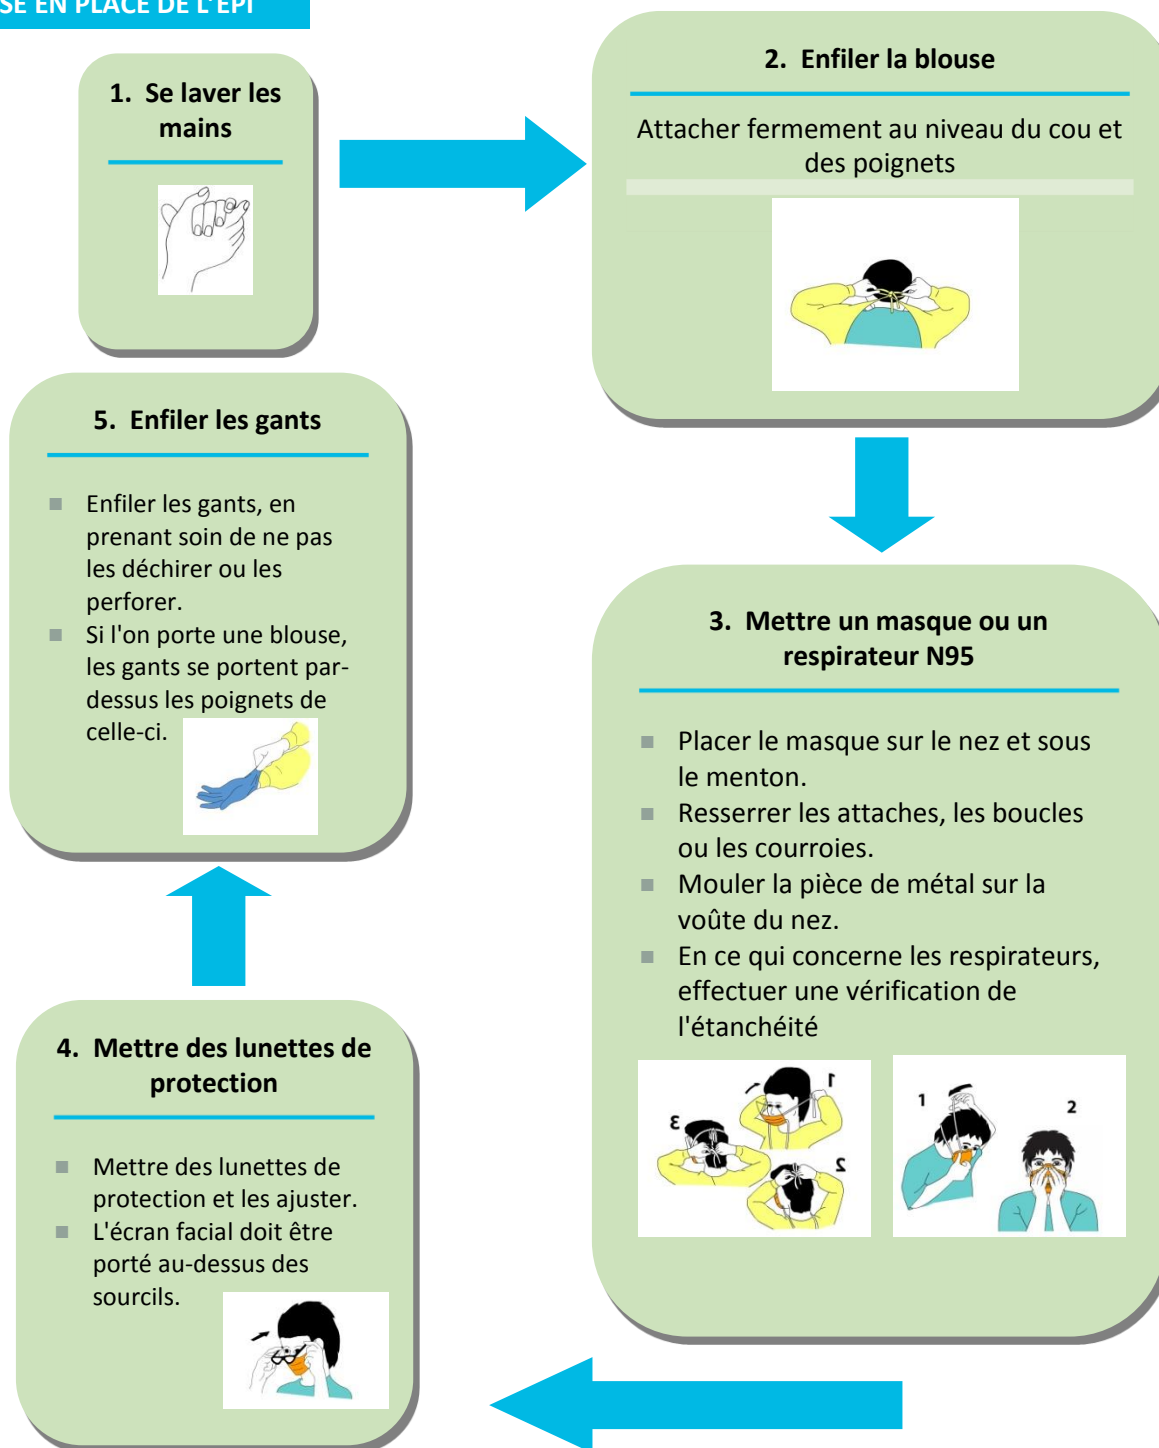 SE EN PLACE DE L'EPI
1. Se laver les
mains
2. Enfiler la blouse
Attacher fermement au niveau du cou et
des poignets
3. Mettre un masque ou un
respirateur N95
Placer le masque sur le nez et sous
le menton.
Resserrer les attaches, les boucles
ou les courroies.
Mouler la pièce de métal sur la
voûte du nez.
En ce qui concerne les respirateurs,
effectuer une vérification de
l'étanchéité
1
3
2
1
2
4. Mettre des lunettes de
protection
Mettre des lunettes de
protection et les ajuster.
L'écran facial doit être
porté au-dessus des
sourcils.
5. Enfiler les gants
Enfiler les gants, en
prenant soin de ne pas
les déchirer ou les
perforer.
Si l'on porte une blouse,
les gants se portent par-
dessus les poignets de
celle-ci.